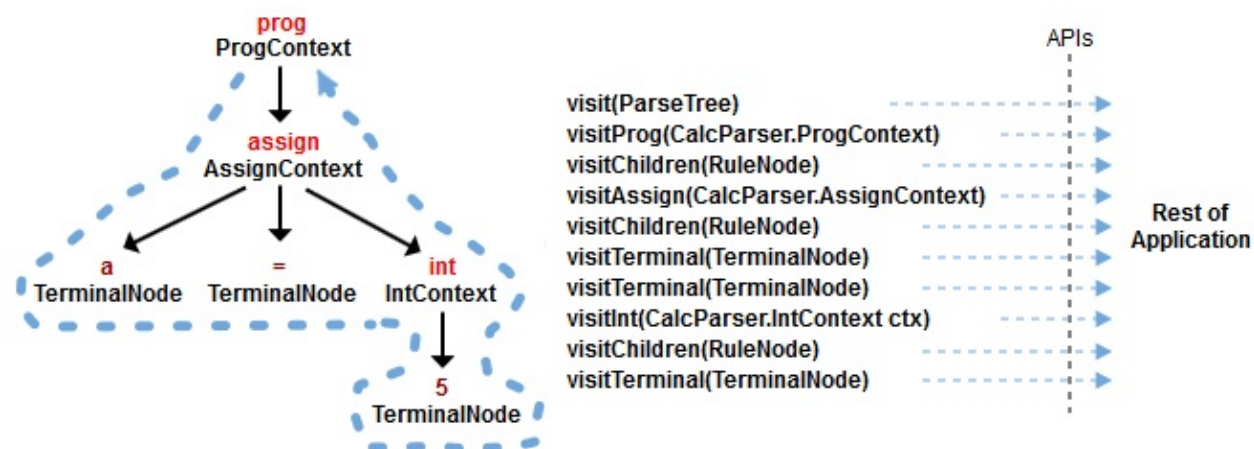 prog
ProgContext
assign
AssignContext
a
TerminalNode
=
TerminalNode
int
IntContext
5
TerminalNode
APIs
visit(ParseTree)
visitProg(CalcParser.ProgContext)
visitChildren(RuleNode)
visitAssign(CalcParser.AssignContext)
visitChildren(RuleNode)
visitTerminal(TerminalNode)
visitTerminal(TerminalNode)
visitInt(CalcParser.IntContext ctx)
visitChildren(RuleNode)
visitTerminal(TerminalNode)
Rest of
Application